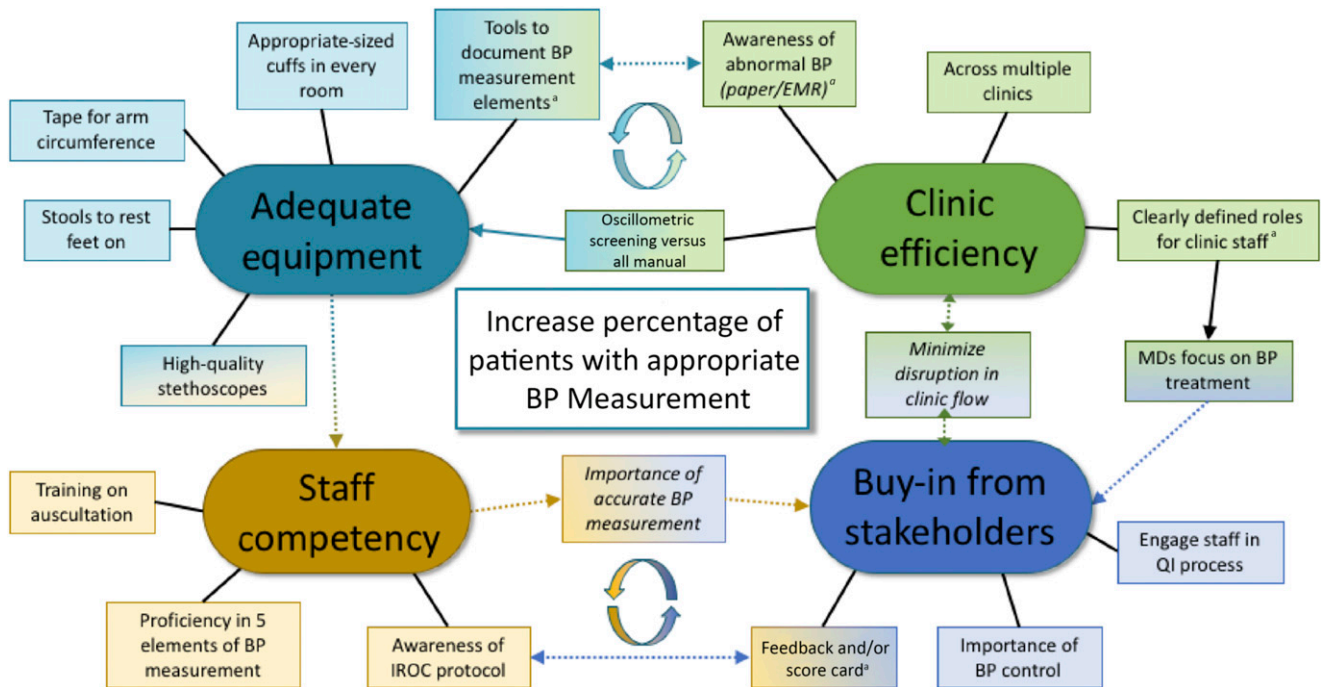 Appropriate-sized
cuffs in every
room
Tools to
document BP
measurement
elementsᵃ
Awareness of
abnormal BP
(paper/EMR)ᵃ
Across multiple
clinics
Tape for arm
circumference
Adequate
equipment
Clinic
efficiency
Stools to rest
feet on
Oscillometric
screening versus
all manual
Clearly defined roles
for clinic staffᵃ
High-quality
stethoscopes
Increase percentage of
patients with appropriate
BP Measurement
Minimize
disruption in
clinic flow
MDs focus on BP
treatment
Training on
auscultation
Staff
competency
Importance of
accurate BP
measurement
Buy-in from
stakeholders
Engage staff in
QI process
Proficiency in 5
elements of BP
measurement
Awareness of
IROC protocol
Feedback and/or
score cardᵃ
Importance of
BP control